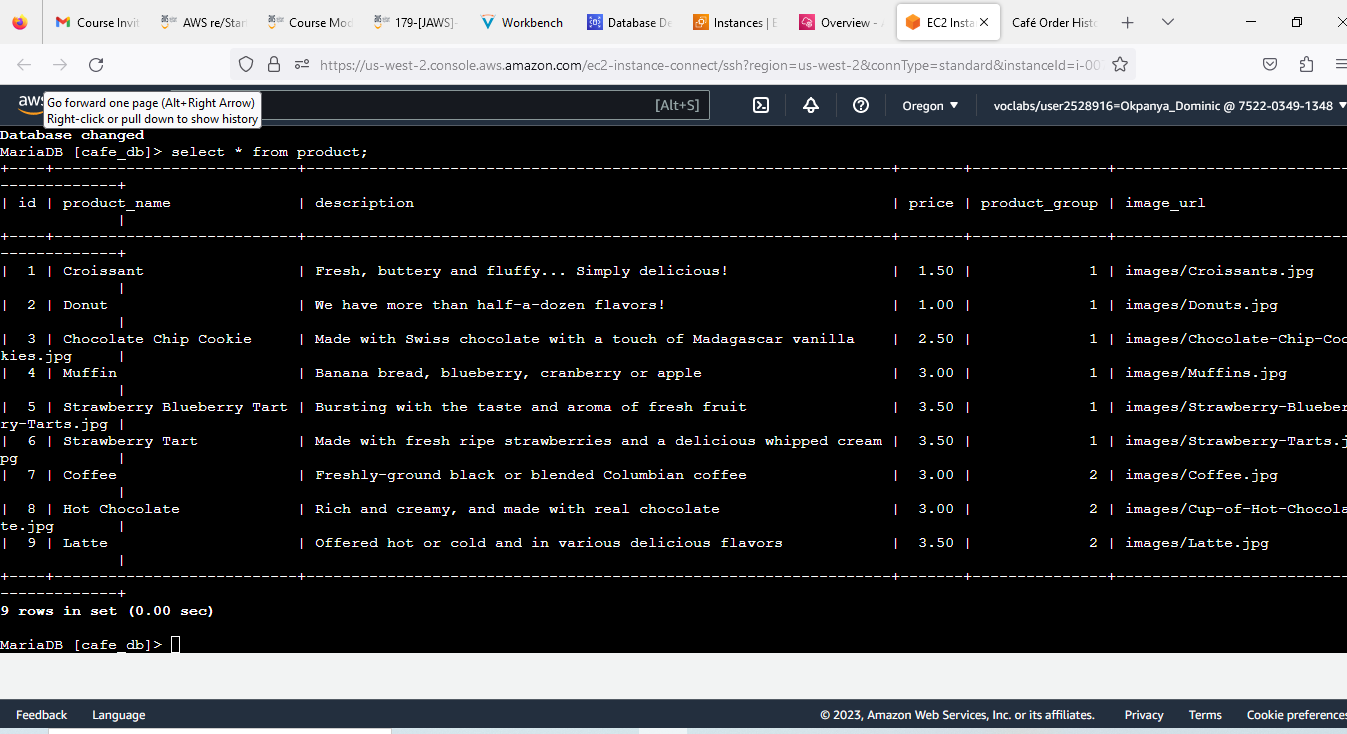 Course Invit
AWS re/Start
Course Mod
179-[JAWS]-
Workbench
Database De
Instances | E
Overview -
EC2 Insta
Café Order Histo
https://us-west-2.console.aws.amazon.com/ec2-instance-connect/ssh?region=us-west-2&connType=standard&instanceId=i-00
aws
Go forward one page (Alt+Right Arrow)
Right-click or pull down to show history
[Alt+S]
Oregon
voclabs/user2528916=Okpanya_Dominic @ 7522-0349-1348
Database changed
MariaDB [cafe_db]> select * from product;
+----+---------------------------+-----------------------------------------------------------------+-------+---------------+--------------------------
-------------+
| id | product_name | description | price | product_group | image_url
|
+----+---------------------------+-----------------------------------------------------------------+-------+---------------+--------------------------
-------------+
| 1 | Croissant | Fresh, buttery and fluffy... Simply delicious! | 1.50 | 1 | images/Croissants.jpg
|
| 2 | Donut | We have more than half-a-dozen flavors! | 1.00 | 1 | images/Donuts.jpg
|
| 3 | Chocolate Chip Cookie | Made with Swiss chocolate with a touch of Madagascar vanilla | 2.50 | 1 | images/Chocolate-Chip-Coo
kies.jpg |
| 4 | Muffin | Banana bread, blueberry, cranberry or apple | 3.00 | 1 | images/Muffins.jpg
|
| 5 | Strawberry Blueberry Tart | Bursting with the taste and aroma of fresh fruit | 3.50 | 1 | images/Strawberry-Blueber
ry-Tarts.jpg |
| 6 | Strawberry Tart | Made with fresh ripe strawberries and a delicious whipped cream | 3.50 | 1 | images/Strawberry-Tarts.j
pg |
| 7 | Coffee | Freshly-ground black or blended Columbian coffee | 3.00 | 2 | images/Coffee.jpg
|
| 8 | Hot Chocolate | Rich and creamy, and made with real chocolate | 3.00 | 2 | images/Cup-of-Hot-Chocola
te.jpg |
| 9 | Latte | Offered hot or cold and in various delicious flavors | 3.50 | 2 | images/Latte.jpg
|
+----+---------------------------+-----------------------------------------------------------------+-------+---------------+--------------------------
-------------+
9 rows in set (0.00 sec)
MariaDB [cafe_db]>
Feedback
Language
© 2023, Amazon Web Services, Inc. or its affiliates.
Privacy
Terms
Cookie preferences